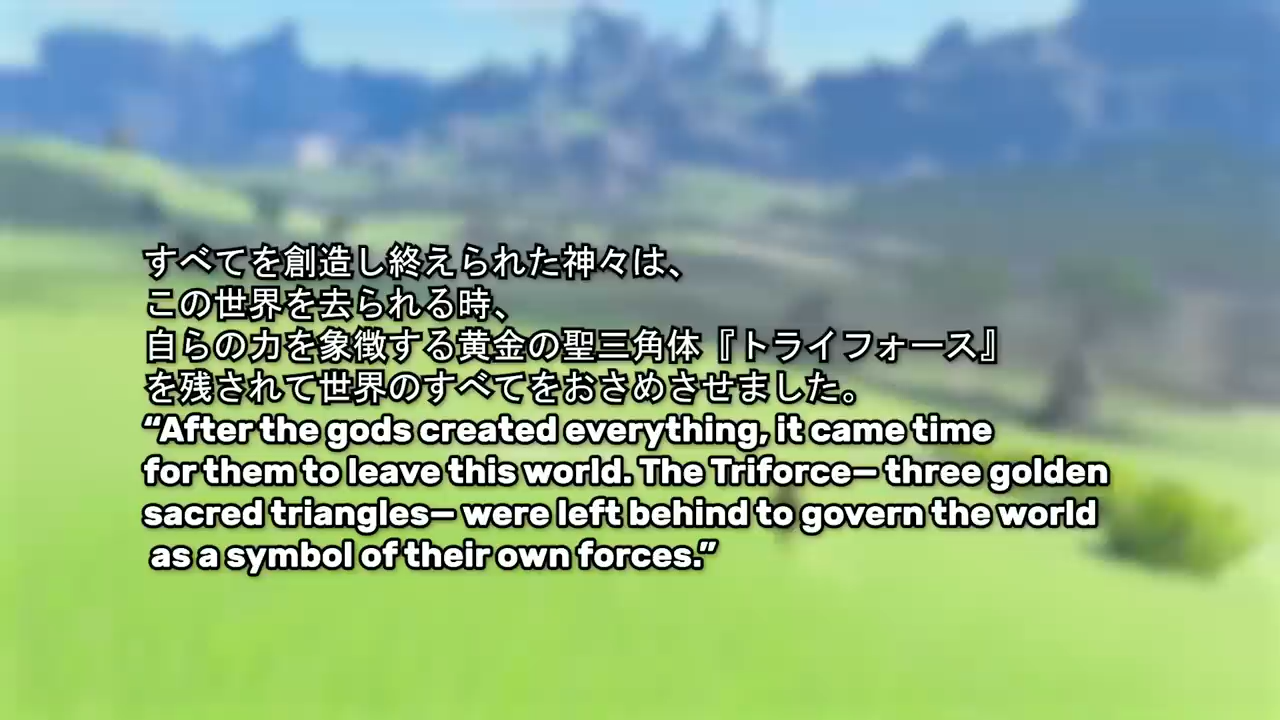 すべてを創造し終えられた神々は、
この世界を去られる時、
自らの力を象徴する黄金の聖三角体『トライフォース』
を残されて世界のすべてをおさめさせました。
“After the gods created everything, it came time
for them to leave this world. The Triforce— three golden
sacred triangles— were left behind to govern the world
as a symbol of their own forces.”